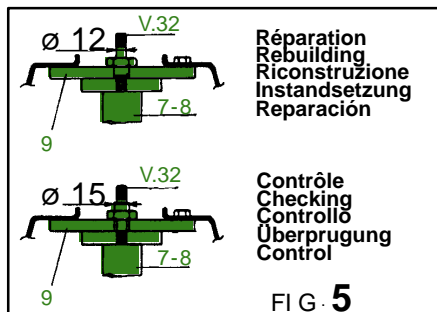 V.32
ø 12
7-8
9
Réparation
Rebuilding
Riconstruzione
Instandsetzung
Reparación
V.32
ø 15
7-8
9
Contrôle
Checking
Controllo
Überprugung
Control
FI G. 5